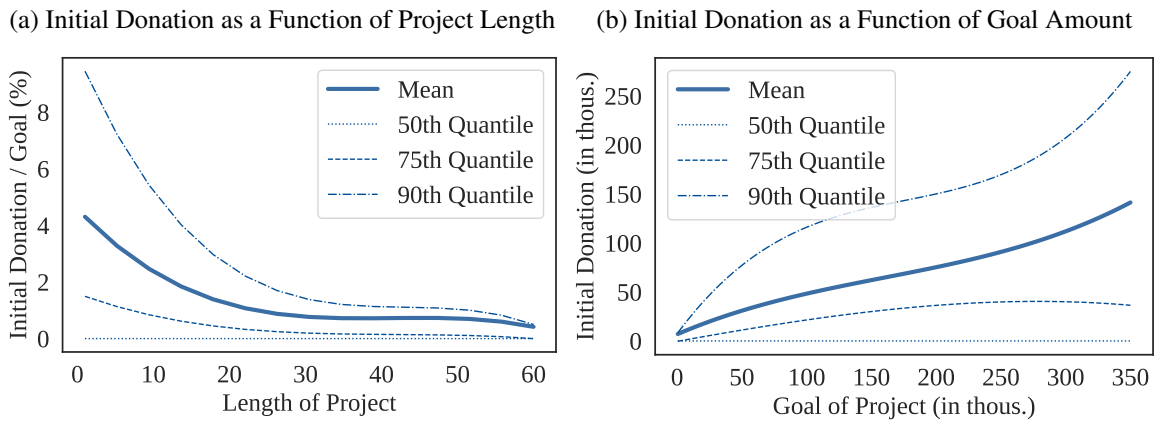 (a) Initial Donation as a Function of Project Length
Initial Donation / Goal (%)
8
6
4
2
0
Mean
50th Quantile
75th Quantile
90th Quantile
0 10 20 30 40 50 60
Length of Project
(b) Initial Donation as a Function of Goal Amount
Initial Donation (in thous.)
250
200
150
100
50
0
Mean
50th Quantile
75th Quantile
90th Quantile
0 50 100 150 200 250 300 350
Goal of Project (in thous.)